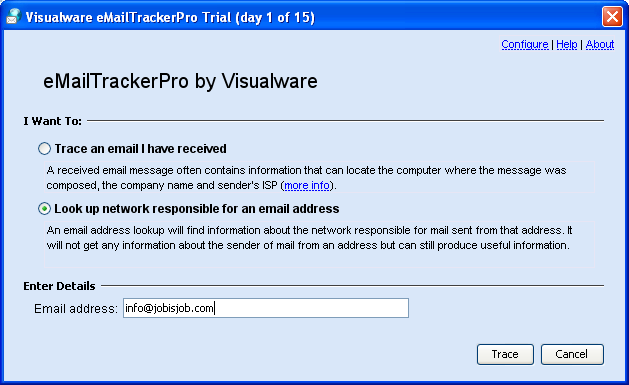 Visualware eMailTrackerPro Trial (day 1 of 15)
Configure | Help | About
eMailTrackerPro by Visualware
I Want To:
Trace an email I have received
A received email message often contains information that can locate the computer where the message was
composed, the company name and sender's ISP (more info).
Look up network responsible for an email address
An email address lookup will find information about the network responsible for mail sent from that address. It
will not get any information about the sender of mail from an address but can still produce useful information.
Enter Details
Email address: info@jobisjob.com
Trace Cancel